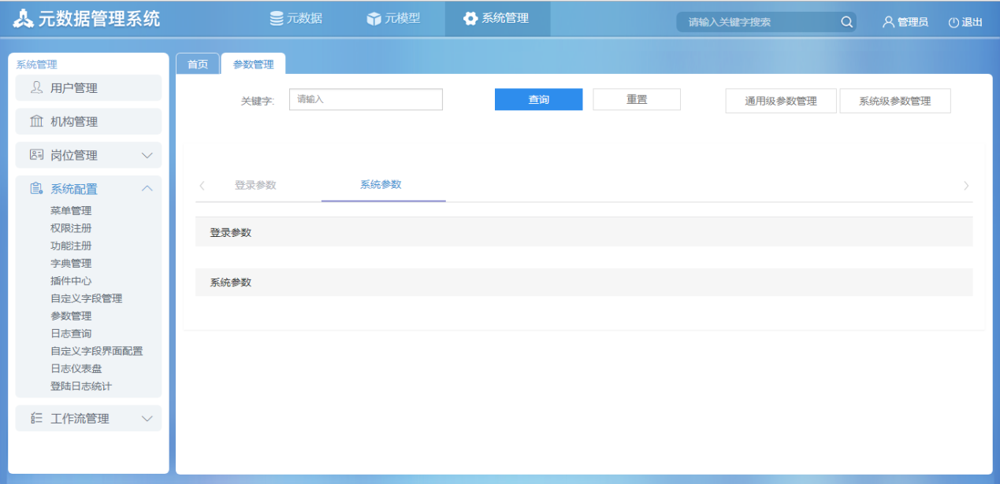 元数据管理系统
元数据
元模型
系统管理
请输入关键字搜索
管理员
退出
系统管理
用户管理
机构管理
岗位管理
系统配置
菜单管理
权限注册
功能注册
字典管理
插件中心
自定义字段管理
参数管理
日志查询
自定义字段界面配置
日志仪表盘
登陆日志统计
工作流管理
首页
参数管理
关键字:
请输入
查询
重置
通用级参数管理
系统级参数管理
登录参数
系统参数
登录参数
系统参数